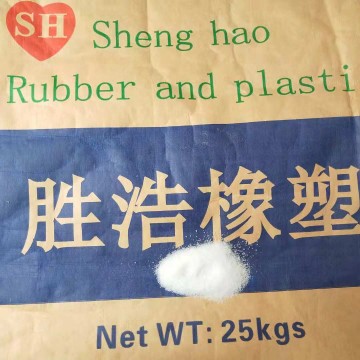 SH
Sheng hao
Rubber and plasti
胜浩橡塑
Net WT: 25kgs